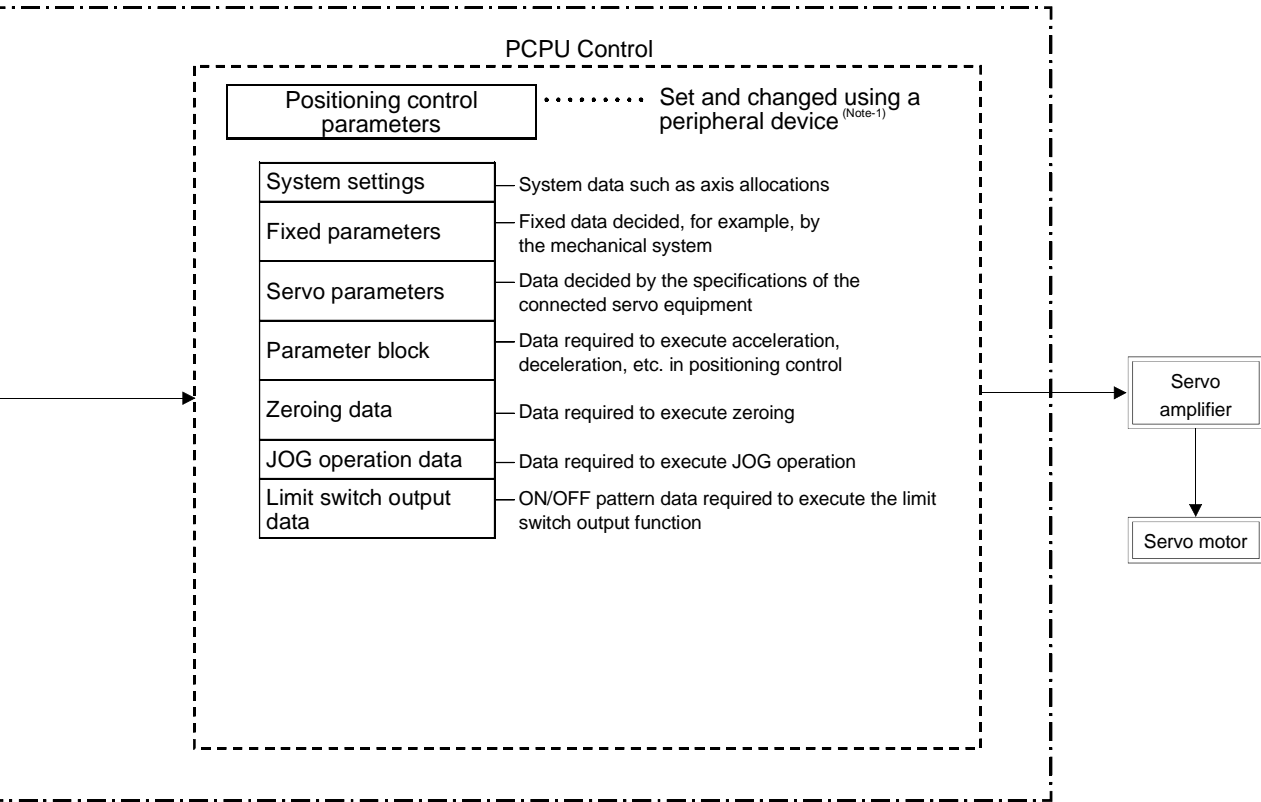 PCPU Control
Positioning control
parameters
Set and changed using a
peripheral device (Note-1)
System settings
System data such as axis allocations
Fixed parameters
Fixed data decided, for example, by
the mechanical system
Servo parameters
Data decided by the specifications of the
connected servo equipment
Parameter block
Data required to execute acceleration,
deceleration, etc. in positioning control
Zeroing data
Data required to execute zeroing
JOG operation data
Data required to execute JOG operation
Limit switch output
data
ON/OFF pattern data required to execute the limit
switch output function
Servo
amplifier
Servo motor